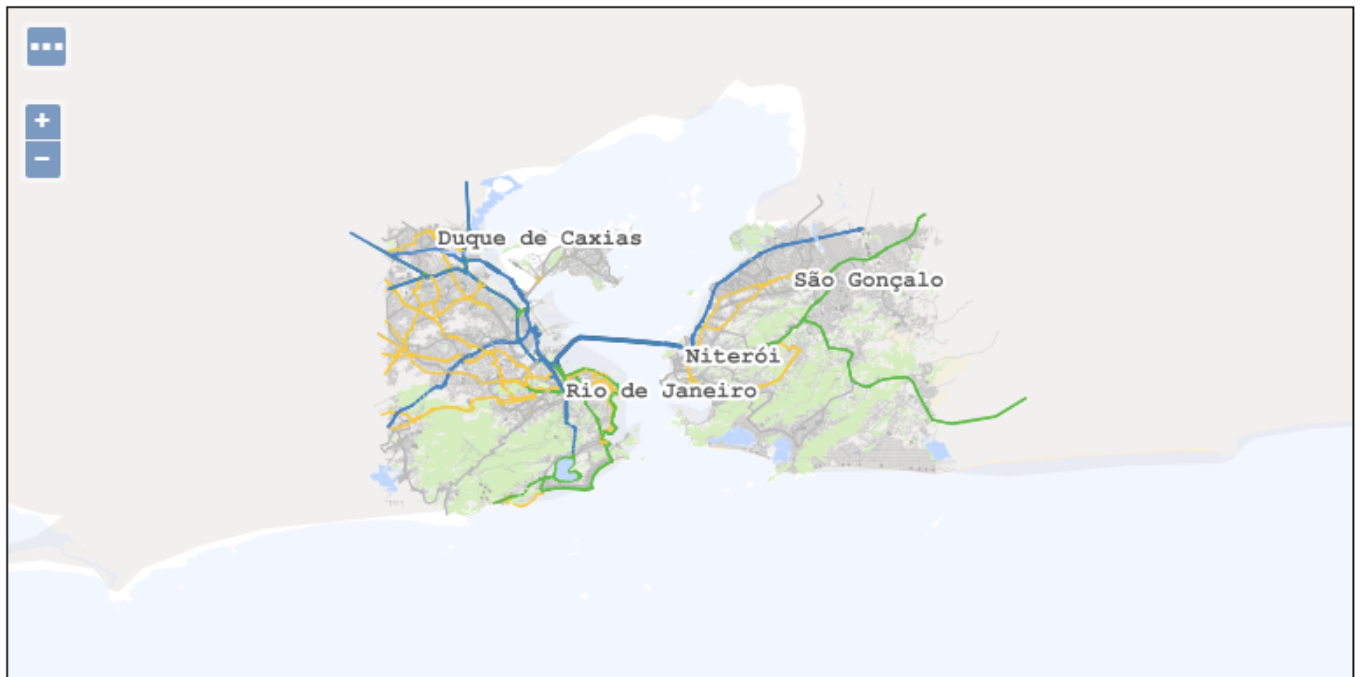 +
−
Duque de Caxias
São Gonçalo
Niterói
Rio de Janeiro